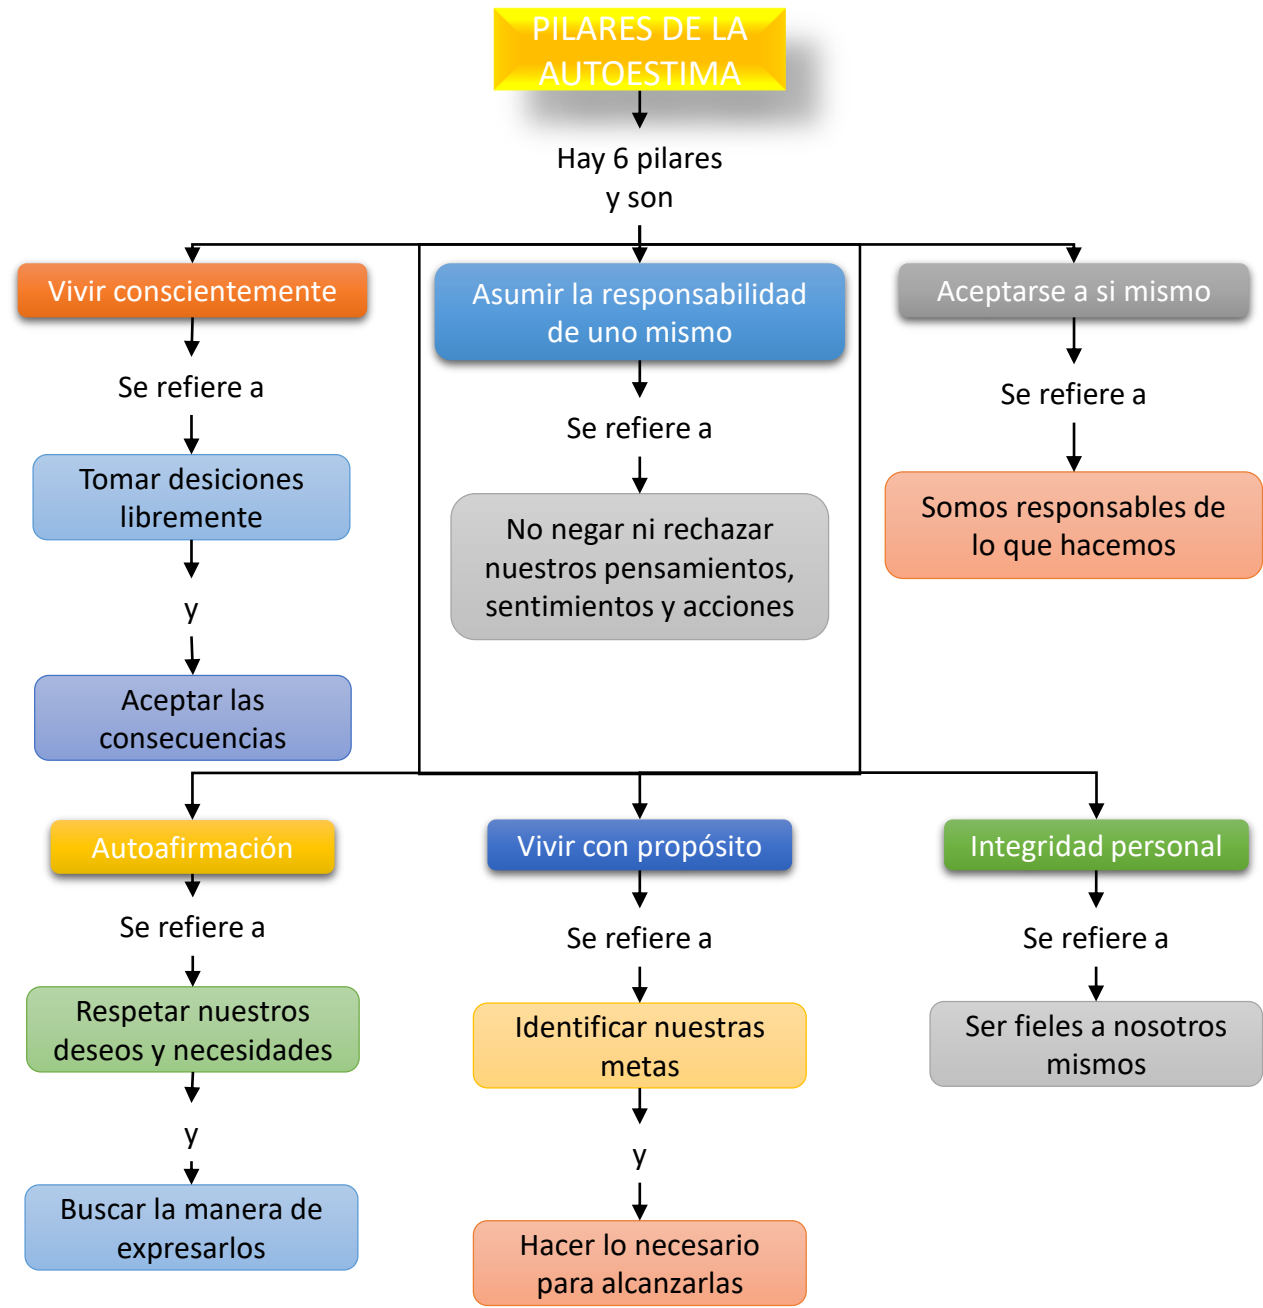 PILARES DE LA
AUTOESTIMA
Hay 6 pilares
y son
Vivir conscientemente
Se refiere a
Tomar desiciones
libremente
y
Aceptar las
consecuencias
Asumir la responsabilidad
de uno mismo
Se refiere a
No negar ni rechazar
nuestros pensamientos,
sentimientos y acciones
Aceptarse a si mismo
Se refiere a
Somos responsables de
lo que hacemos
Autoafirmación
Se refiere a
Respetar nuestros
deseos y necesidades
y
Buscar la manera de
expresarlos
Vivir con propósito
Se refiere a
Identificar nuestras
metas
y
Hacer lo necesario
para alcanzarlas
Integridad personal
Se refiere a
Ser fieles a nosotros
mismos